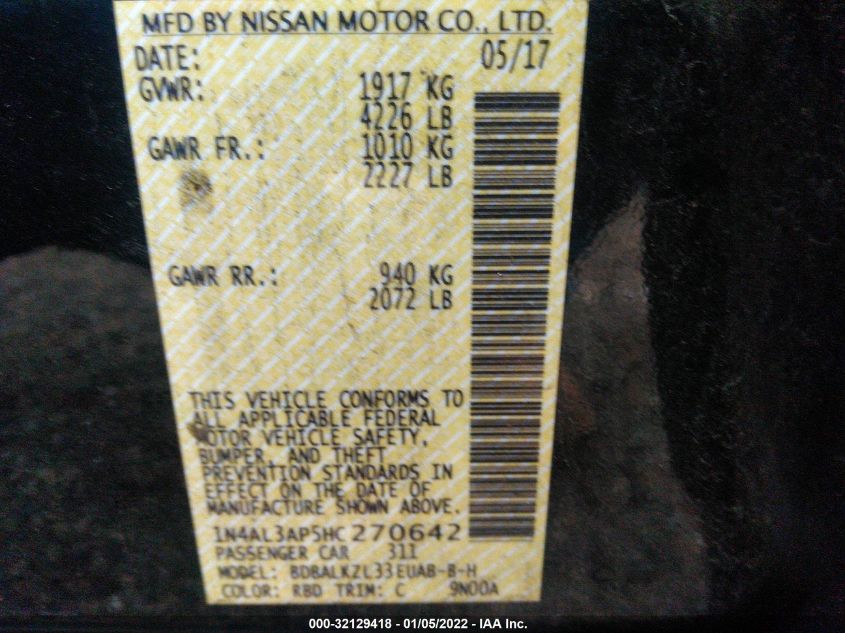 MFD BY NISSAN MOTOR CO., LTD.
DATE: 05/17
GVWR: 1917 KG
4226 LB
GAWR FR.: 1010 KG
2227 LB
GAWR RR.: 940 KG
2072 LB
THIS VEHICLE CONFORMS TO
ALL APPLICABLE FEDERAL
MOTOR VEHICLE SAFETY,
BUMPER, AND THEFT
PREVENTION STANDARDS IN
EFFECT ON THE DATE OF
MANUFACTURE SHOWN ABOVE.
1N4AL3AP5HC270642
PASSENGER CAR 311
MODEL: BDBALKZL33EUAB-B-H
COLOR: RBD TRIM: C 9N00A
000-32129418 - 01/05/2022 - IAA Inc.